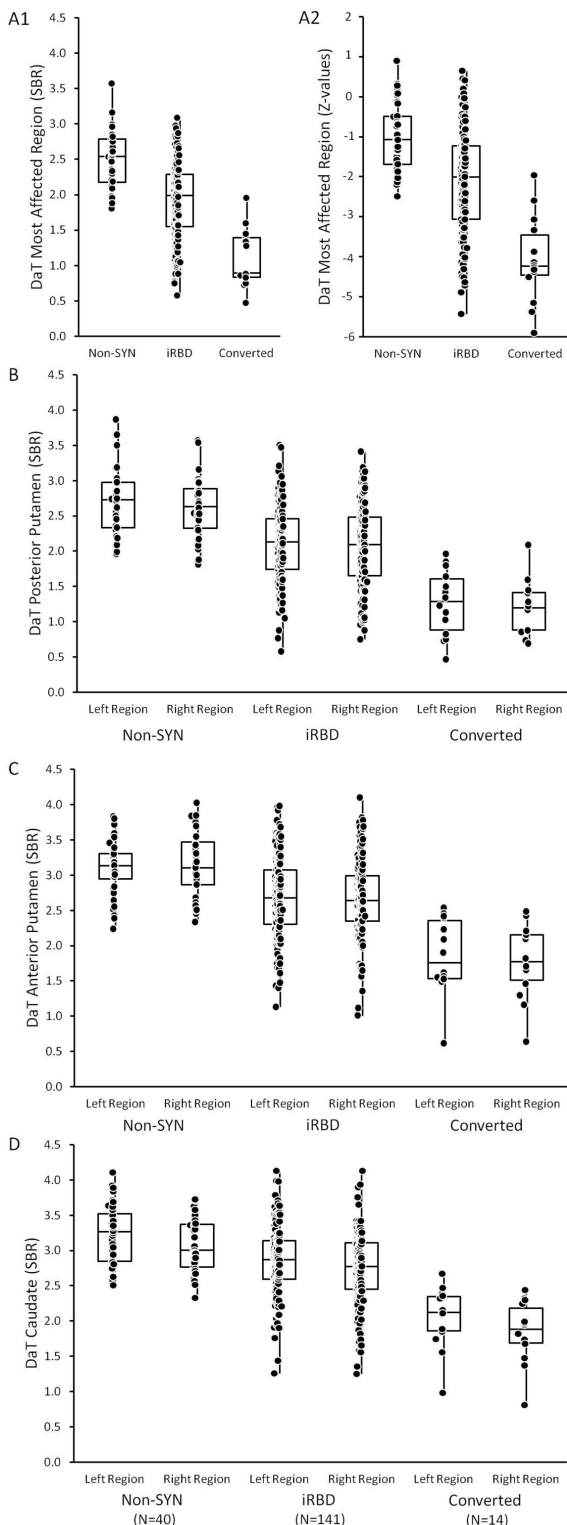 A1
DaT Most Affected Region (SBR)
4.5
4.0
3.5
3.0
2.5
2.0
1.5
1.0
0.5
0.0
Non-SYN iRBD Converted
A2
DaT Most Affected Region (Z-values)
2
1
0
-1
-2
-3
-4
-5
-6
Non-SYN iRBD Converted
B
DaT Posterior Putamen (SBR)
4.5
4.0
3.5
3.0
2.5
2.0
1.5
1.0
0.5
0.0
Left Region Right Region Left Region Right Region Left Region Right Region
Non-SYN iRBD Converted
C
DaT Anterior Putamen (SBR)
4.5
4.0
3.5
3.0
2.5
2.0
1.5
1.0
0.5
0.0
Left Region Right Region Left Region Right Region Left Region Right Region
Non-SYN iRBD Converted
D
DaT Caudate (SBR)
4.5
4.0
3.5
3.0
2.5
2.0
1.5
1.0
0.5
0.0
Left Region Right Region Left Region Right Region Left Region Right Region
Non-SYN iRBD Converted
(N=40) (N=141) (N=14)